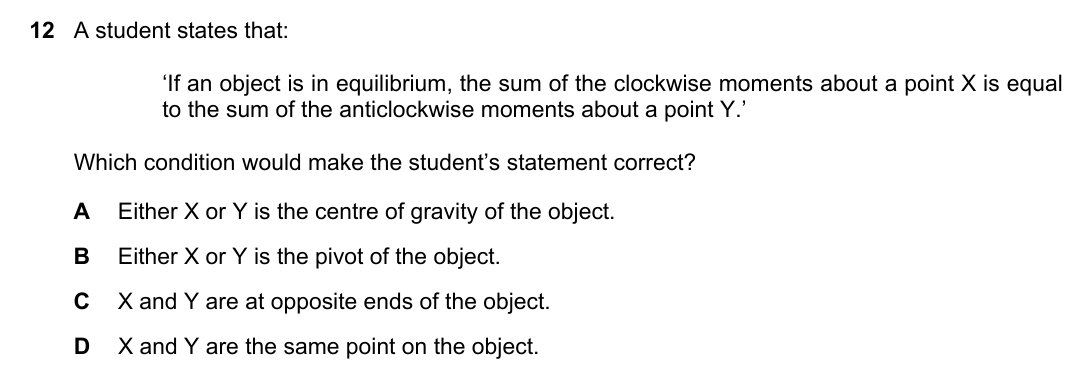 12 A student states that:
‘If an object is in equilibrium, the sum of the clockwise moments about a point X is equal
to the sum of the anticlockwise moments about a point Y.’
Which condition would make the student’s statement correct?
A Either X or Y is the centre of gravity of the object.
B Either X or Y is the pivot of the object.
C X and Y are at opposite ends of the object.
D X and Y are the same point on the object.